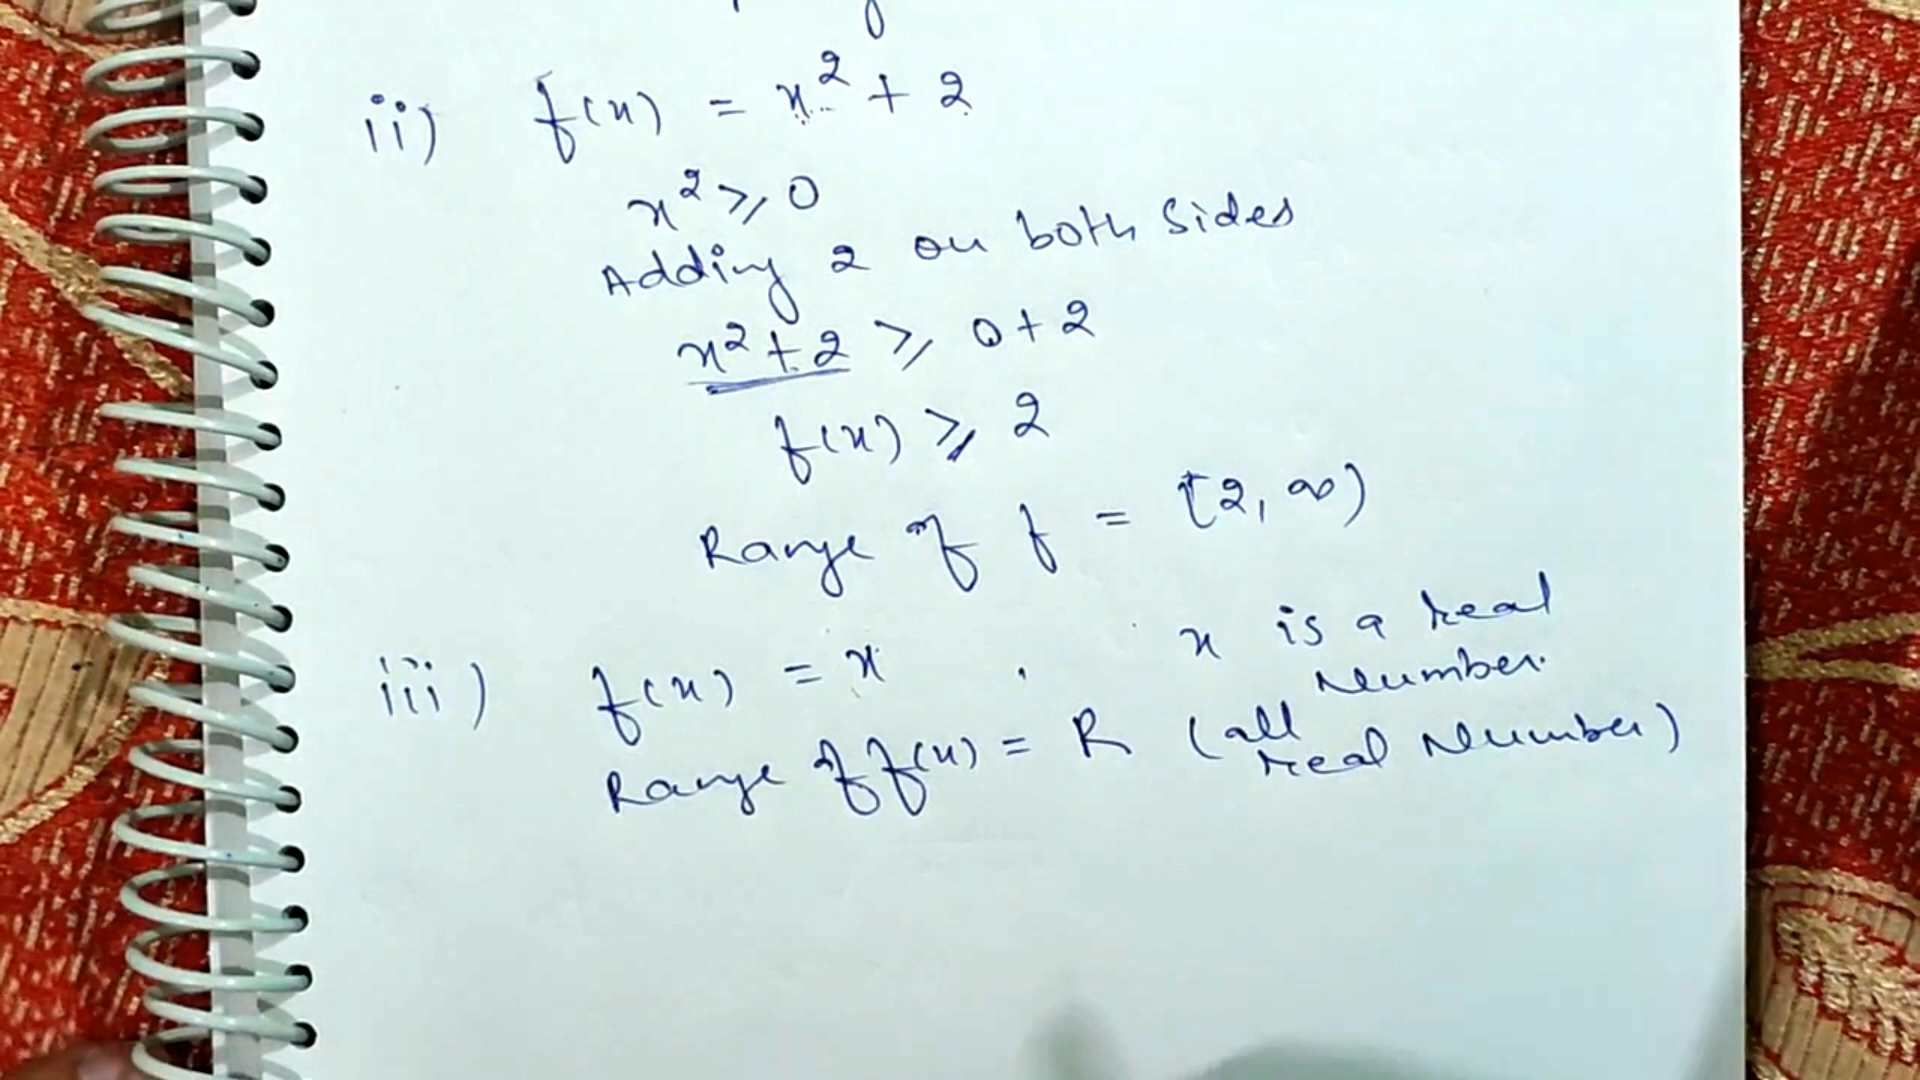 ii) f(x) = x² + 2
x² ≥ 0
Adding 2 on both sides
x² + 2 ≥ 0 + 2
f(x) ≥ 2
Range of f = [2, ∞)
iii) f(x) = x , x is a real
Number.
Range of f(x) = R (all
real Number)